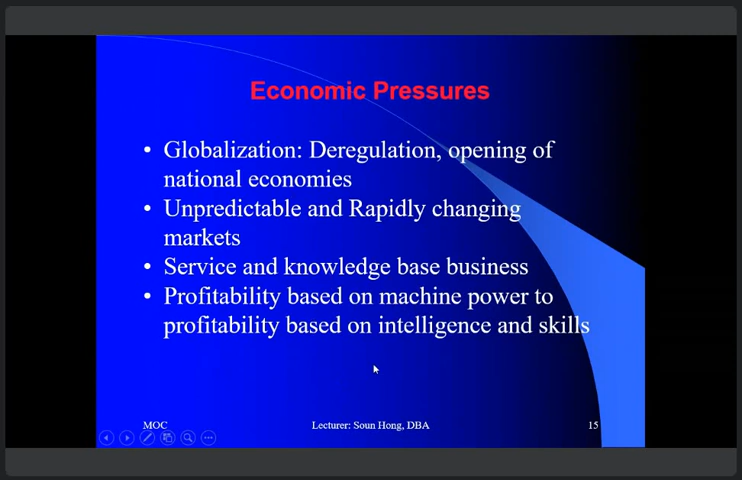 Economic Pressures
• Globalization: Deregulation, opening of
national economies
• Unpredictable and Rapidly changing
markets
• Service and knowledge base business
• Profitability based on machine power to
profitability based on intelligence and skills
MOC
Lecturer: Soun Hong, DBA
15